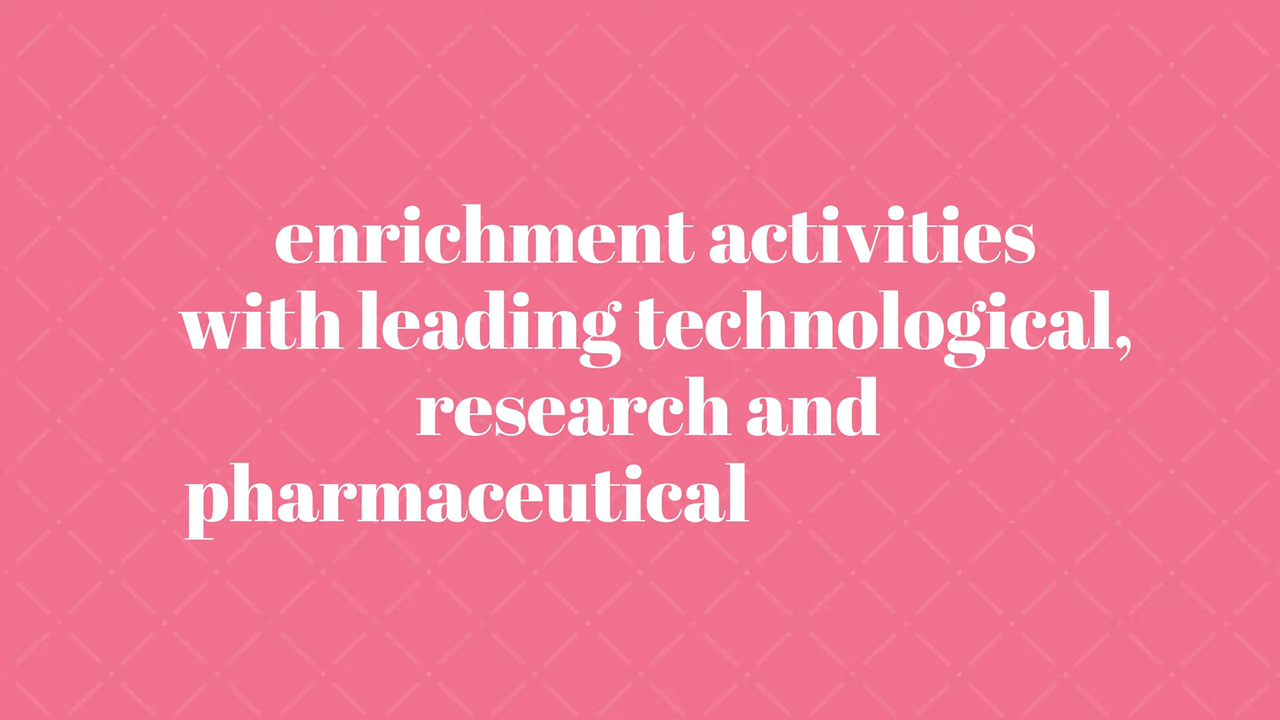 enrichment activities
with leading technological,
research and
pharmaceutical